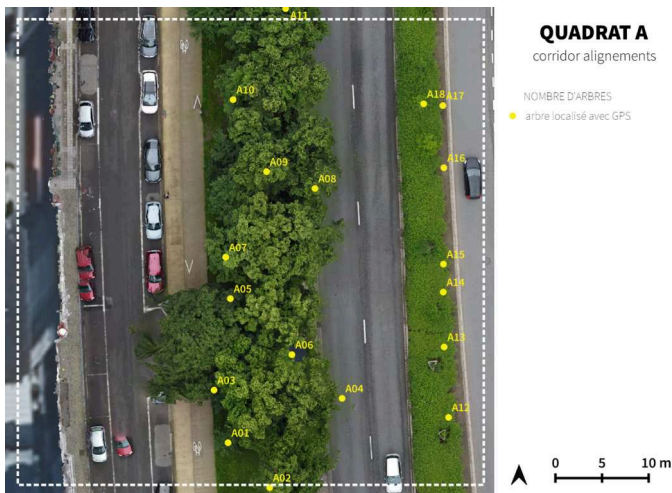 A11
A10
A18
A17
A09
A16
A08
A07
A15
A05
A14
A13
A06
A03
A04
A12
A01
A02
QUADRAT A
corridor alignements
NOMBRE D'ARBRES
arbre localisé avec GPS
0 5 10 m